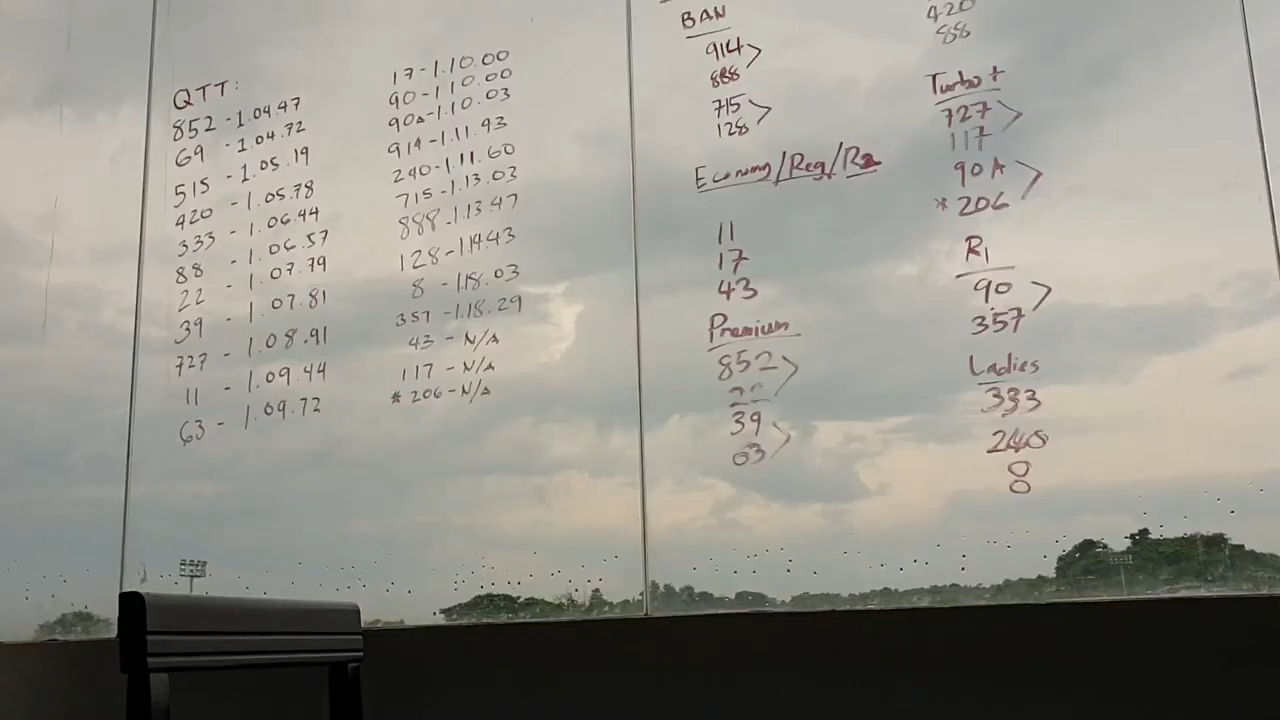 QTT:
852 - 1.04.47
69 - 1.04.72
515 - 1.05.19
420 - 1.05.78
333 - 1.06.44
88 - 1.06.57
22 - 1.07.79
39 - 1.07.81
727 - 1.08.91
11 - 1.09.44
63 - 1.09.72
17 - 1.10.00
90 - 1.10.00
90A - 1.10.03
914 - 1.11.43
240 - 1.11.60
715 - 1.13.03
888 - 1.13.47
128 - 1.14.43
8 - 1.18.03
357 - 1.18.29
43 - N/A
117 - N/A
* 206 - N/A
BAN
914
888
715
128
Economy/Reg/R2
11
17
43
Premium
852
22
39
63
420
88
Turbo +
727
117
90A
* 206
R1
90
357
Ladies
333
240
8